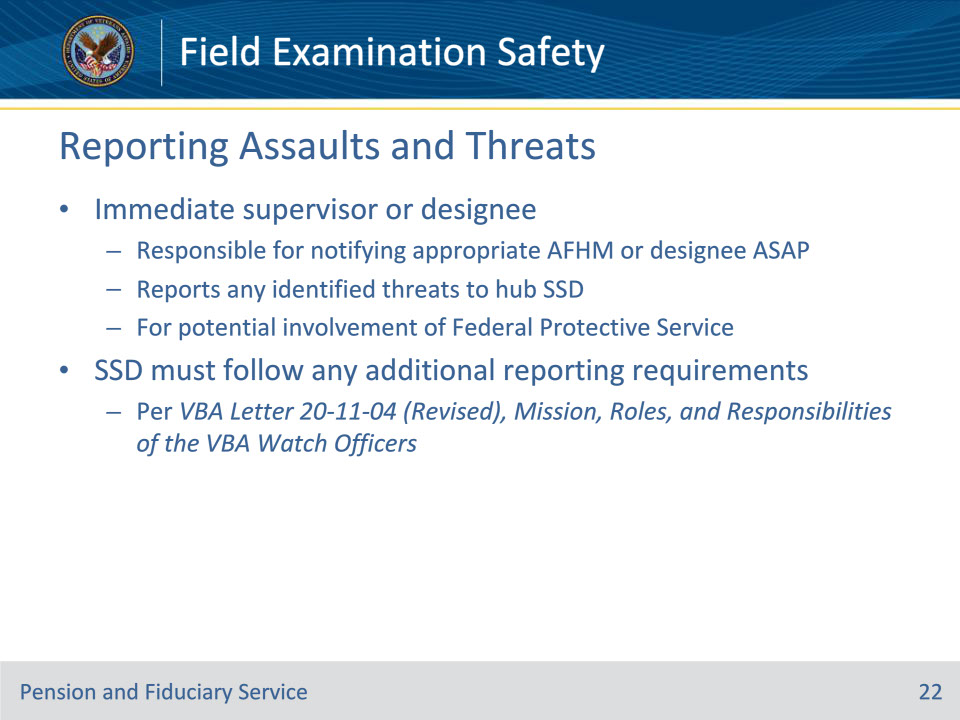 Field Examination Safety
Reporting Assaults and Threats
• Immediate supervisor or designee
– Responsible for notifying appropriate AFHM or designee ASAP
– Reports any identified threats to hub SSD
– For potential involvement of Federal Protective Service
• SSD must follow any additional reporting requirements
– Per VBA Letter 20-11-04 (Revised), Mission, Roles, and Responsibilities
of the VBA Watch Officers
Pension and Fiduciary Service
22